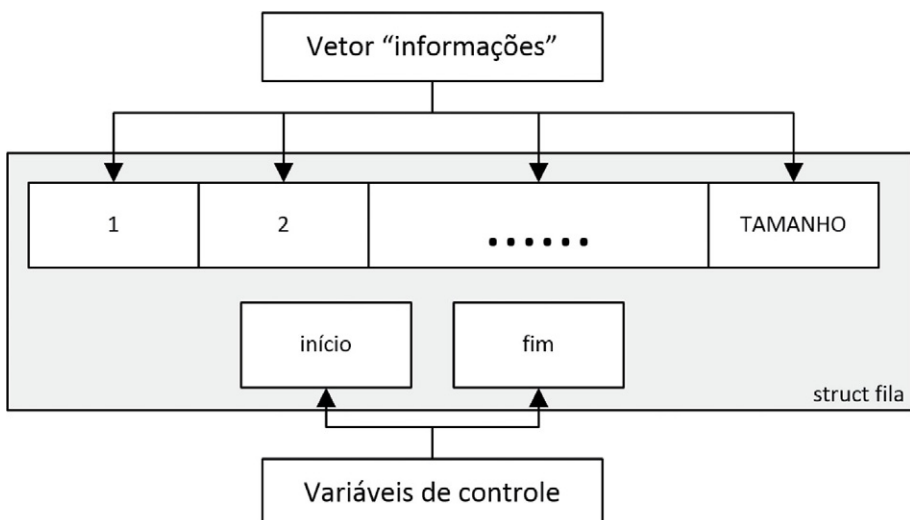 Vetor “informações”
1
2
......
TAMANHO
início
fim
struct fila
Variáveis de controle